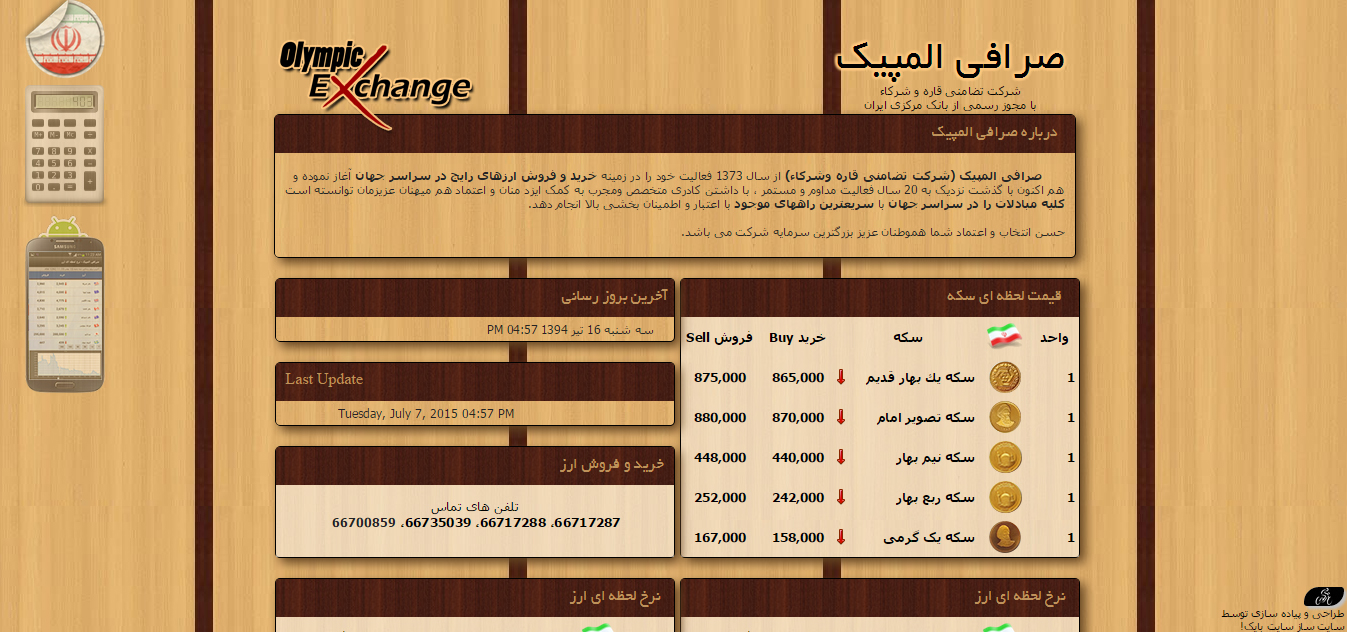 Olympic
Exchange
صرافی المپیک
شرکت تضامنی قاره و شرکاء
با مجوز رسمی از بانک مرکزی ایران
درباره صرافی المپیک
صرافی المپیک (شرکت تضامنی قاره وشرکاء) از سال 1373 فعالیت خود را در زمینه خرید و فروش ارزهای رایج در سراسر جهان آغاز نموده و
هم اکنون با گذشت نزدیک به 20 سال فعالیت مداوم و مستمر ، با داشتن کادری متخصص ومجرب به کمک ایزد منان و اعتماد هم میهنان عزیزمان توانسته است
کلیه مبادلات را در سراسر جهان با سریعترین راههای موجود با اعتبار و اطمینان بخشی بالا انجام دهد.
حسن انتخاب و اعتماد شما هموطنان عزیز بزرگترین سرمایه شرکت می باشد.
قیمت لحظه ای سکه
واحد سکه خرید Buy فروش Sell
1 سکه یك بهار قدیم 865,000 875,000
1 سکه تصویر امام 870,000 880,000
1 سکه نیم بهار 440,000 448,000
1 سکه ربع بهار 242,000 252,000
1 سکه یک گرمی 158,000 167,000
آخرین بروز رسانی
سه شنبه 16 تیر 1394 04:57 PM
Last Update
Tuesday, July 7, 2015 04:57 PM
خرید و فروش ارز
تلفن های تماس
66717287، 66717288، 66735039، 66700859
نرخ لحظه ای ارز
نرخ لحظه ای ارز
طراحی و پیاده سازی توسط
سایت ساز سایت بابک!